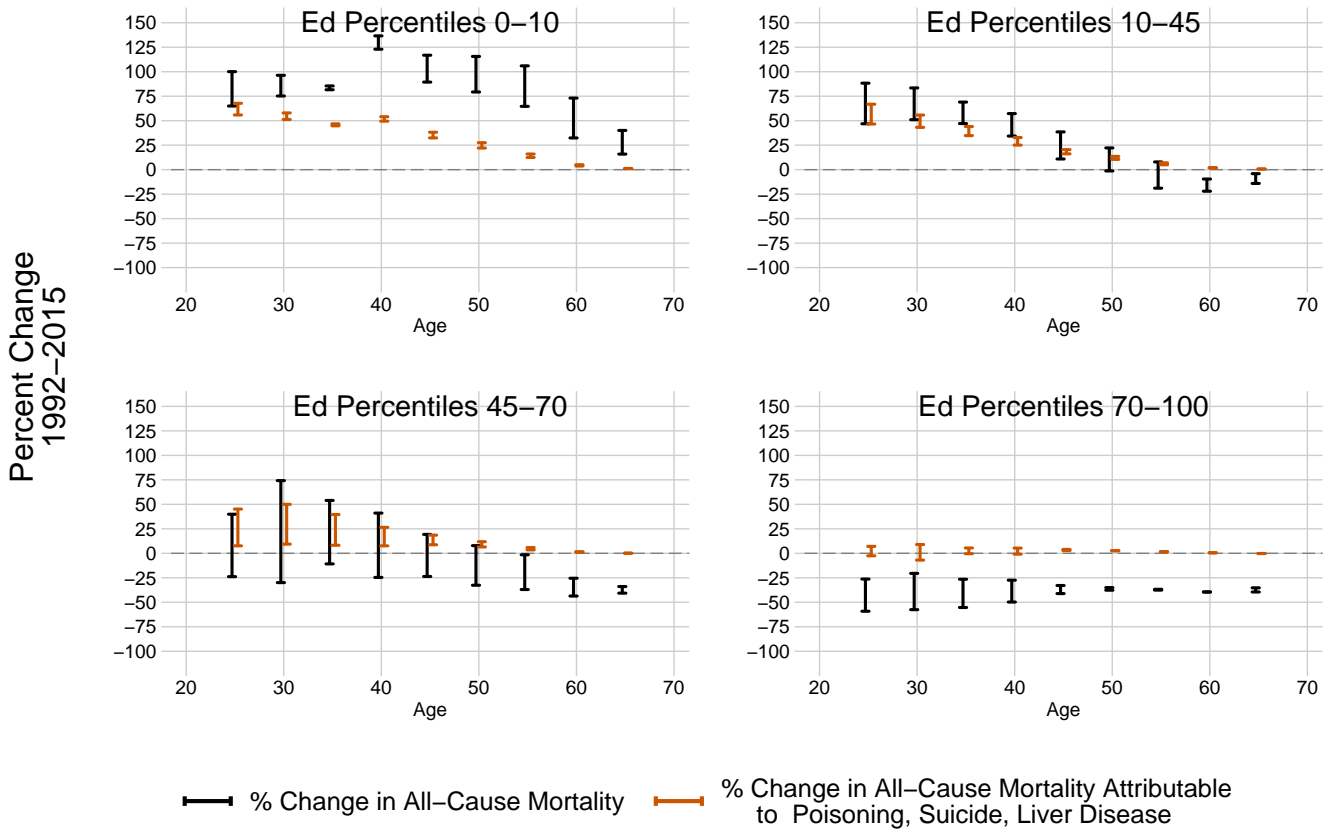 Percent Change
1992–2015
Ed Percentiles 0–10
150
125
100
75
50
25
0
−25
−50
−75
−100
20 30 40 50 60 70
Age
Ed Percentiles 10–45
150
125
100
75
50
25
0
−25
−50
−75
−100
20 30 40 50 60 70
Age
Ed Percentiles 45–70
150
125
100
75
50
25
0
−25
−50
−75
−100
20 30 40 50 60 70
Age
Ed Percentiles 70–100
150
125
100
75
50
25
0
−25
−50
−75
−100
20 30 40 50 60 70
Age
% Change in All−Cause Mortality
% Change in All−Cause Mortality Attributable
to Poisoning, Suicide, Liver Disease